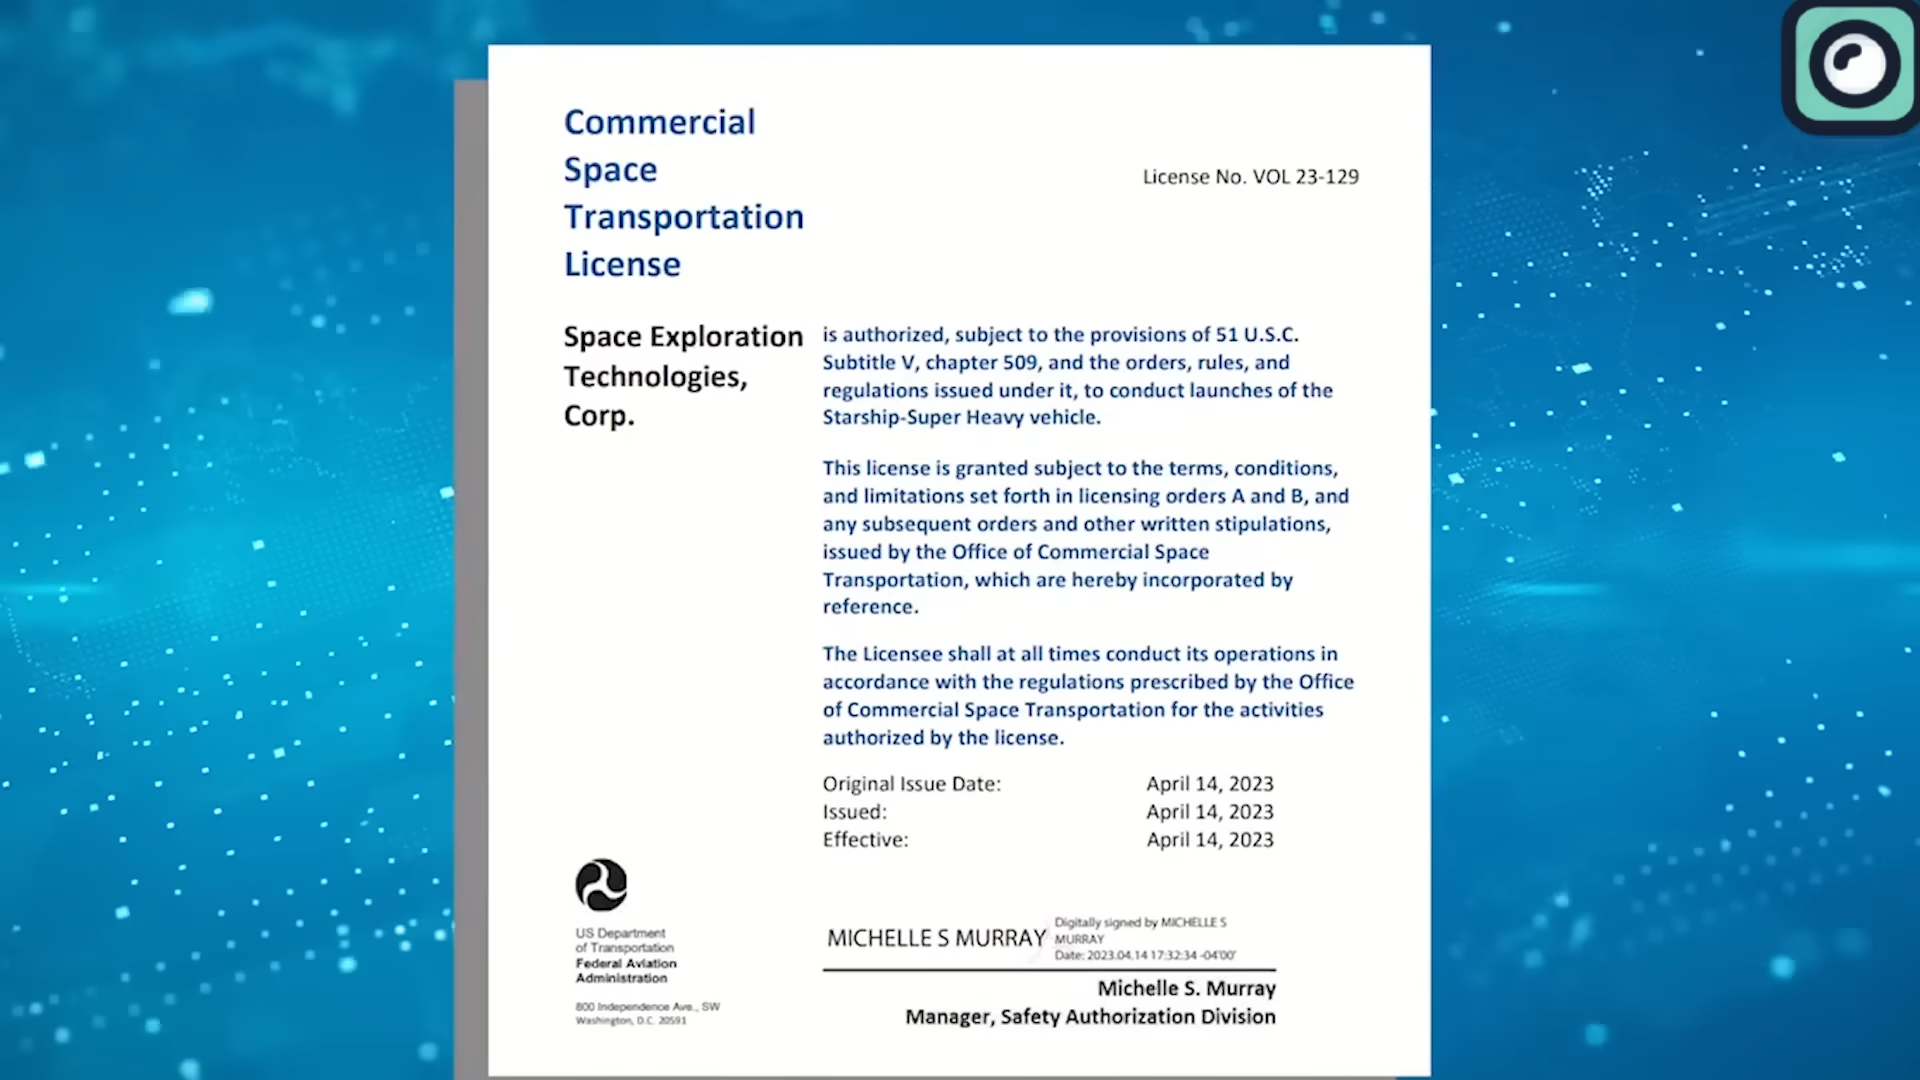 Commercial
Space
Transportation
License
License No. VOL 23-129
Space Exploration
Technologies,
Corp.
is authorized, subject to the provisions of 51 U.S.C.
Subtitle V, chapter 509, and the orders, rules, and
regulations issued under it, to conduct launches of the
Starship-Super Heavy vehicle.
This license is granted subject to the terms, conditions,
and limitations set forth in licensing orders A and B, and
any subsequent orders and other written stipulations,
issued by the Office of Commercial Space
Transportation, which are hereby incorporated by
reference.
The Licensee shall at all times conduct its operations in
accordance with the regulations prescribed by the Office
of Commercial Space Transportation for the activities
authorized by the license.
Original Issue Date: April 14, 2023
Issued: April 14, 2023
Effective: April 14, 2023
US Department
of Transportation
Federal Aviation
Administration
800 Independence Ave., SW
Washington, D.C. 20591
MICHELLE S MURRAY
Digitally signed by MICHELLE S
MURRAY
Date: 2023.04.14 17:32:34 -04'00'
Michelle S. Murray
Manager, Safety Authorization Division